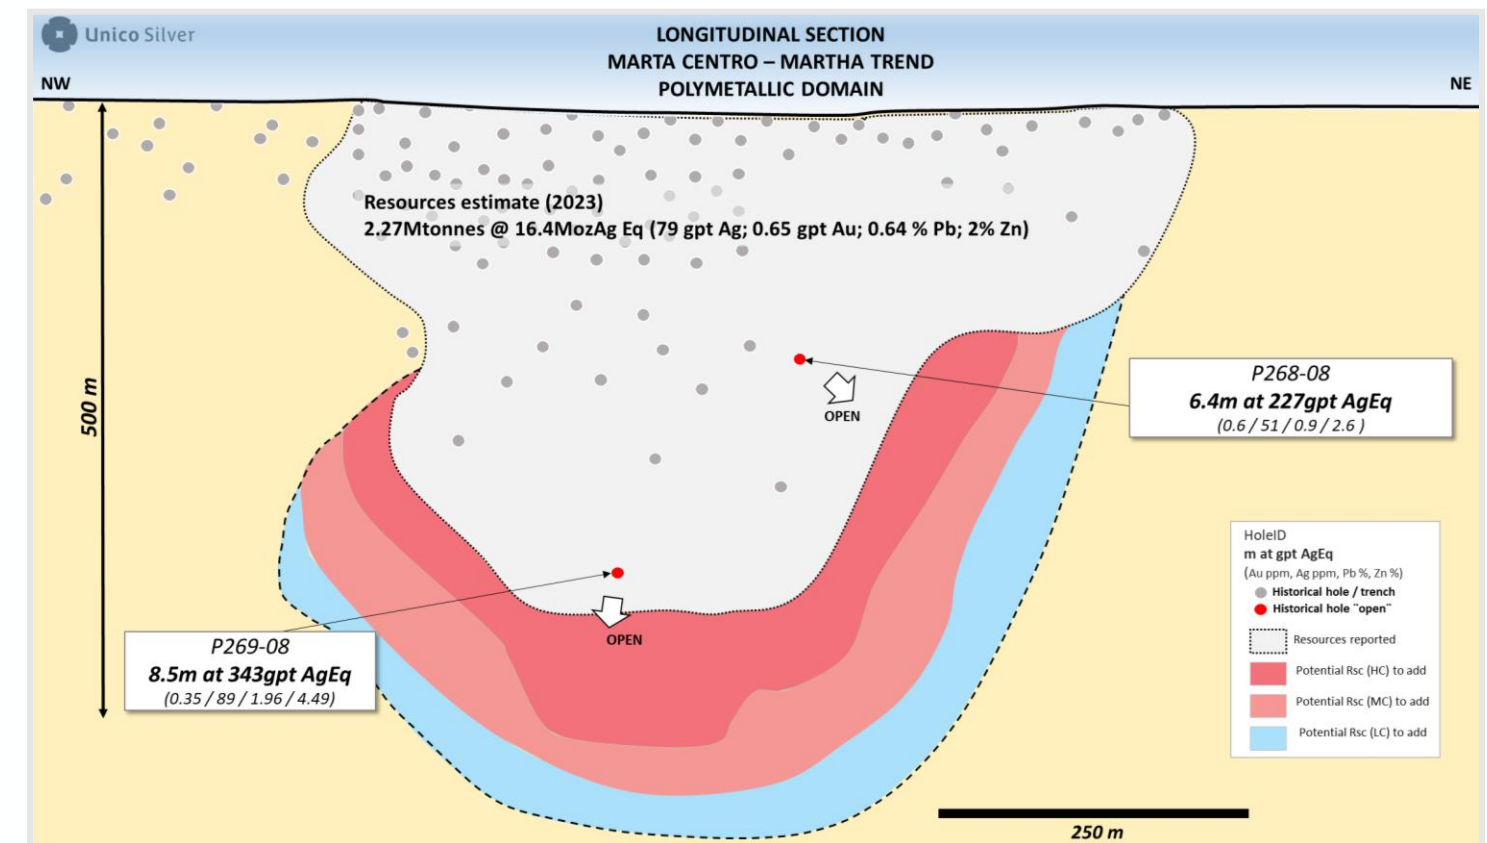 Unico Silver
LONGITUDINAL SECTION
MARTA CENTRO – MARTHA TREND
POLYMETALLIC DOMAIN
NW
NE
Resources estimate (2023)
2.27Mtonnes @ 16.4MozAg Eq (79 gpt Ag; 0.65 gpt Au; 0.64 % Pb; 2% Zn)
500 m
OPEN
P268-08
6.4m at 227gpt AgEq
(0.6 / 51 / 0.9 / 2.6 )
OPEN
P269-08
8.5m at 343gpt AgEq
(0.35 / 89 / 1.96 / 4.49)
HoleID
m at gpt AgEq
(Au ppm, Ag ppm, Pb %, Zn %)
Historical hole / trench
Historical hole ¨open¨
Resources reported
Potential Rsc (HC) to add
Potential Rsc (MC) to add
Potential Rsc (LC) to add
250 m